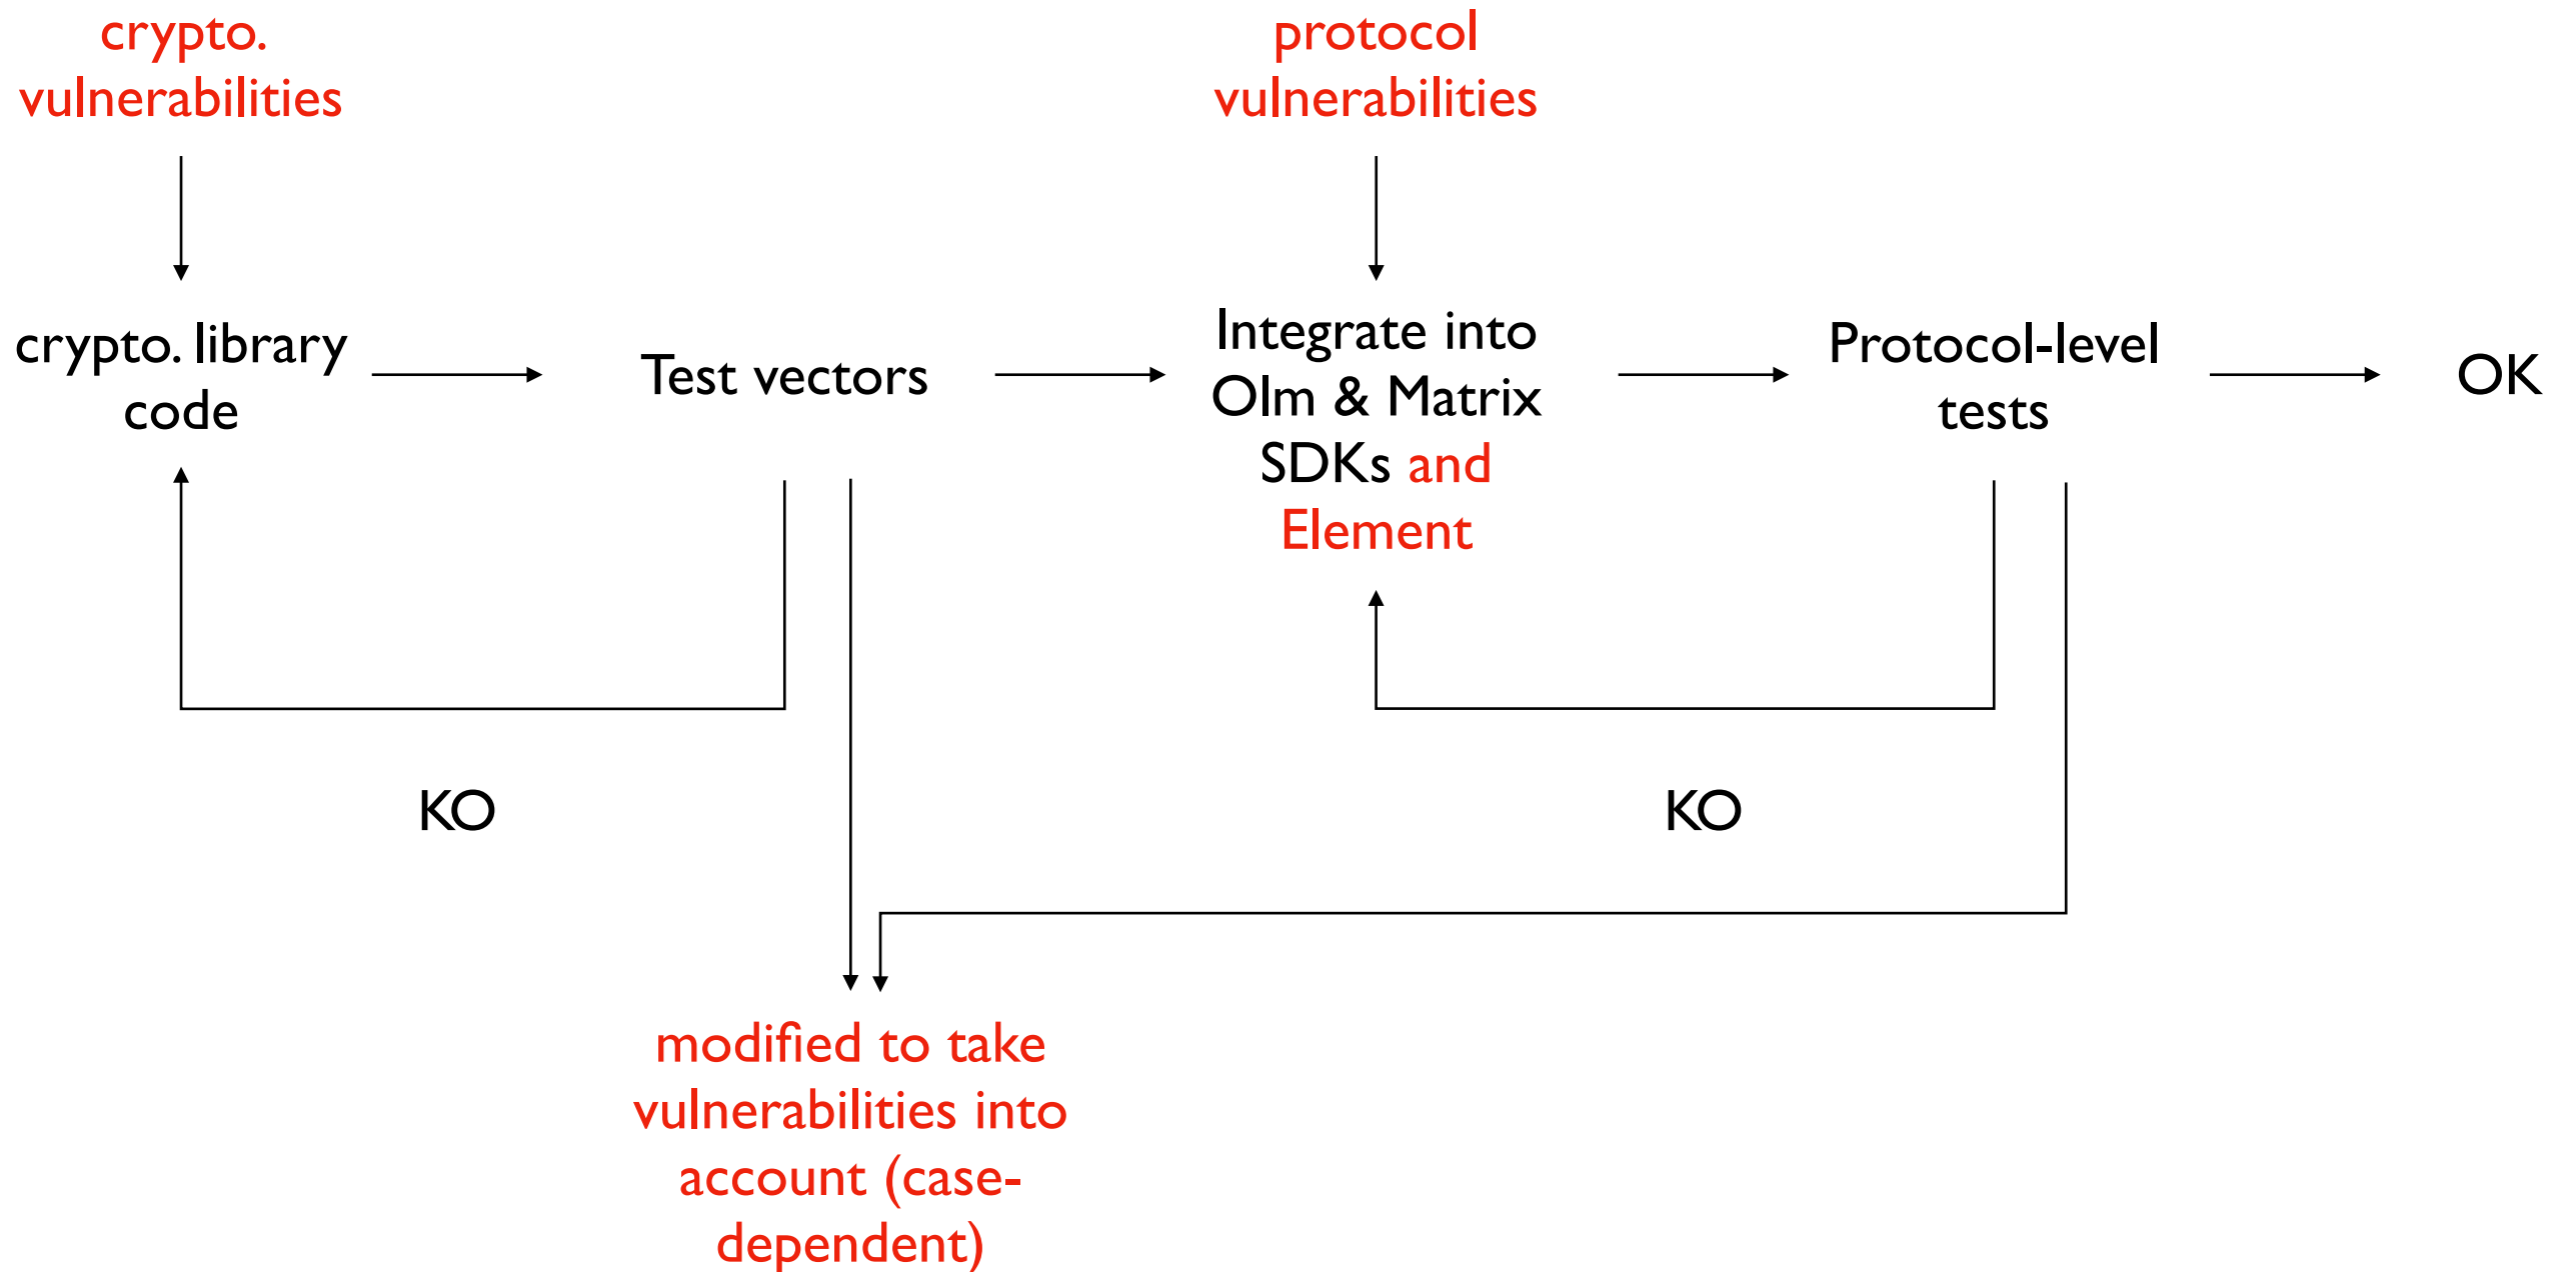 crypto.
vulnerabilities
protocol
vulnerabilities
crypto. library
code
Test vectors
Integrate into
Olm & Matrix
SDKs and
Element
Protocol-level
tests
OK
KO
KO
modified to take
vulnerabilities into
account (case-
dependent)